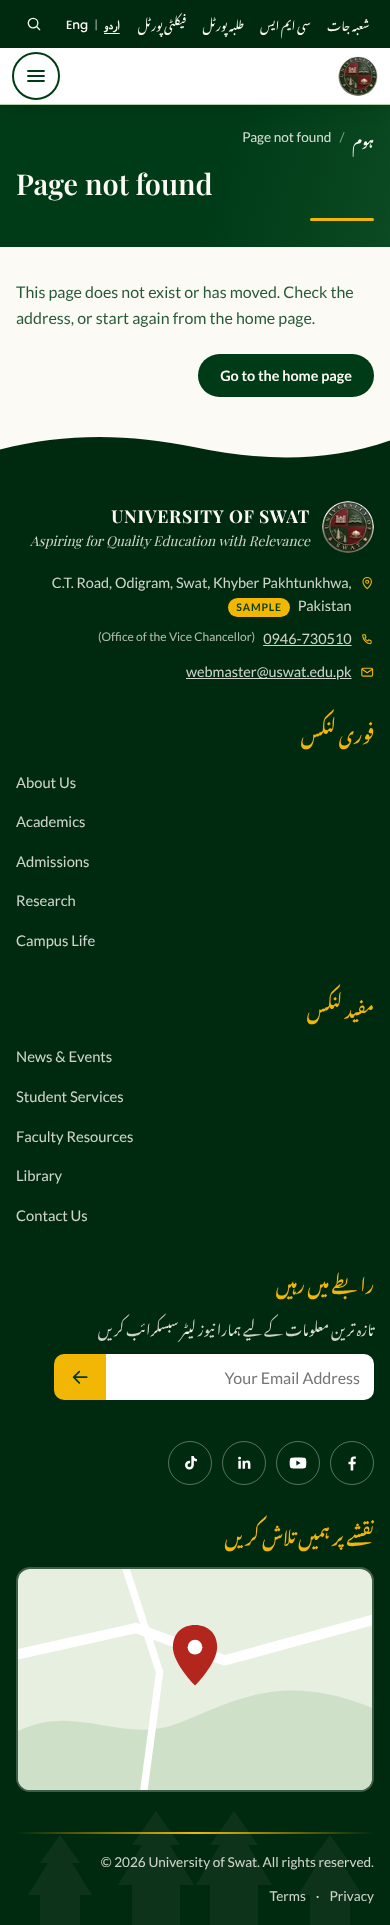 شعبہ جات سی ایم ایس طلبہ پورٹل فیکلٹی پورٹل اردو | Eng
ہوم / Page not found
Page not found
This page does not exist or has moved. Check the
address, or start again from the home page.
Go to the home page
UNIVERSITY OF SWAT
Aspiring for Quality Education with Relevance
C.T. Road, Odigram, Swat, Khyber Pakhtunkhwa,
Pakistan SAMPLE
0946-730510 (Office of the Vice Chancellor)
webmaster@uswat.edu.pk
فوری لنکس
About Us
Academics
Admissions
Research
Campus Life
مفید لنکس
News & Events
Student Services
Faculty Resources
Library
Contact Us
رابطے میں رہیں
تازہ ترین معلومات کے لیے ہمارا نیوز لیٹر سبسکرائب کریں
Your Email Address
نقشے پر ہمیں تلاش کریں
© 2026 University of Swat. All rights reserved.
Terms · Privacy